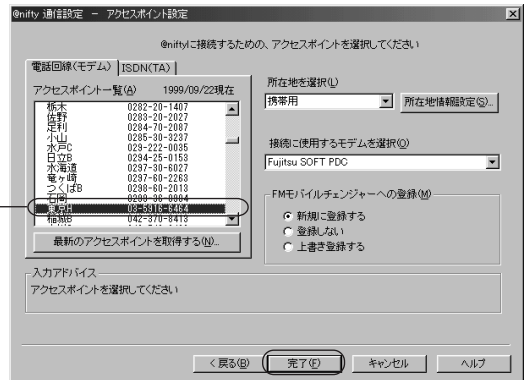 @nifty 通信設定 － アクセスポイント設定
@niftyに接続するための、アクセスポイントを選択してください
電話回線(モデム) ISDN(TA)
アクセスポイント一覧(A) 1999/09/22現在
栃木 0282-20-1407
佐野 0283-20-2027
足利 0284-70-2087
小山 0285-30-3237
水戸C 029-222-0035
日立B 0294-25-0153
水海道 0297-30-6027
竜ヶ崎 0297-60-2263
つくばB 0298-60-2013
石岡
東京H 03-5916-6464
稲城B 042-370-8413
最新のアクセスポイントを取得する(N)...
所在地を選択(L)
携帯用
所在地情報設定(S)...
接続に使用するモデムを選択(O)
Fujitsu SOFT PDC
FMモバイルチェンジャーへの登録(M)
新規に登録する
登録しない
上書き登録する
入力アドバイス
アクセスポイントを選択してください
< 戻る(B)
完了(F)
キャンセル
ヘルプ